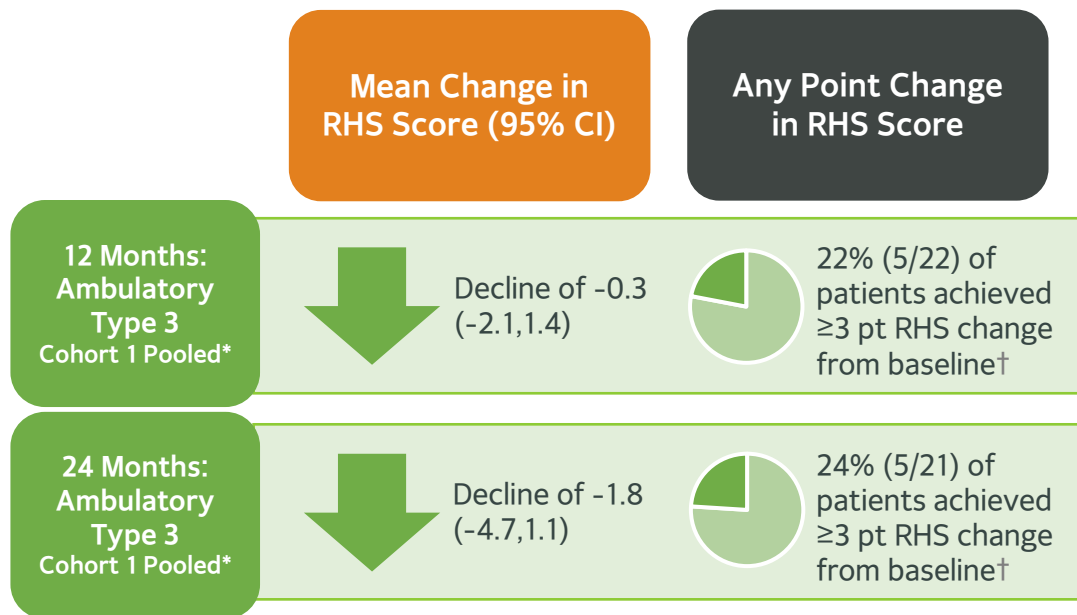 Mean Change in
RHS Score (95% CI)
Any Point Change
in RHS Score
12 Months:
Ambulatory
Type 3
Cohort 1 Pooled*
Decline of -0.3
(-2.1,1.4)
22% (5/22) of
patients achieved
≥3 pt RHS change
from baseline†
24 Months:
Ambulatory
Type 3
Cohort 1 Pooled*
Decline of -1.8
(-4.7,1.1)
24% (5/21) of
patients achieved
≥3 pt RHS change
from baseline†